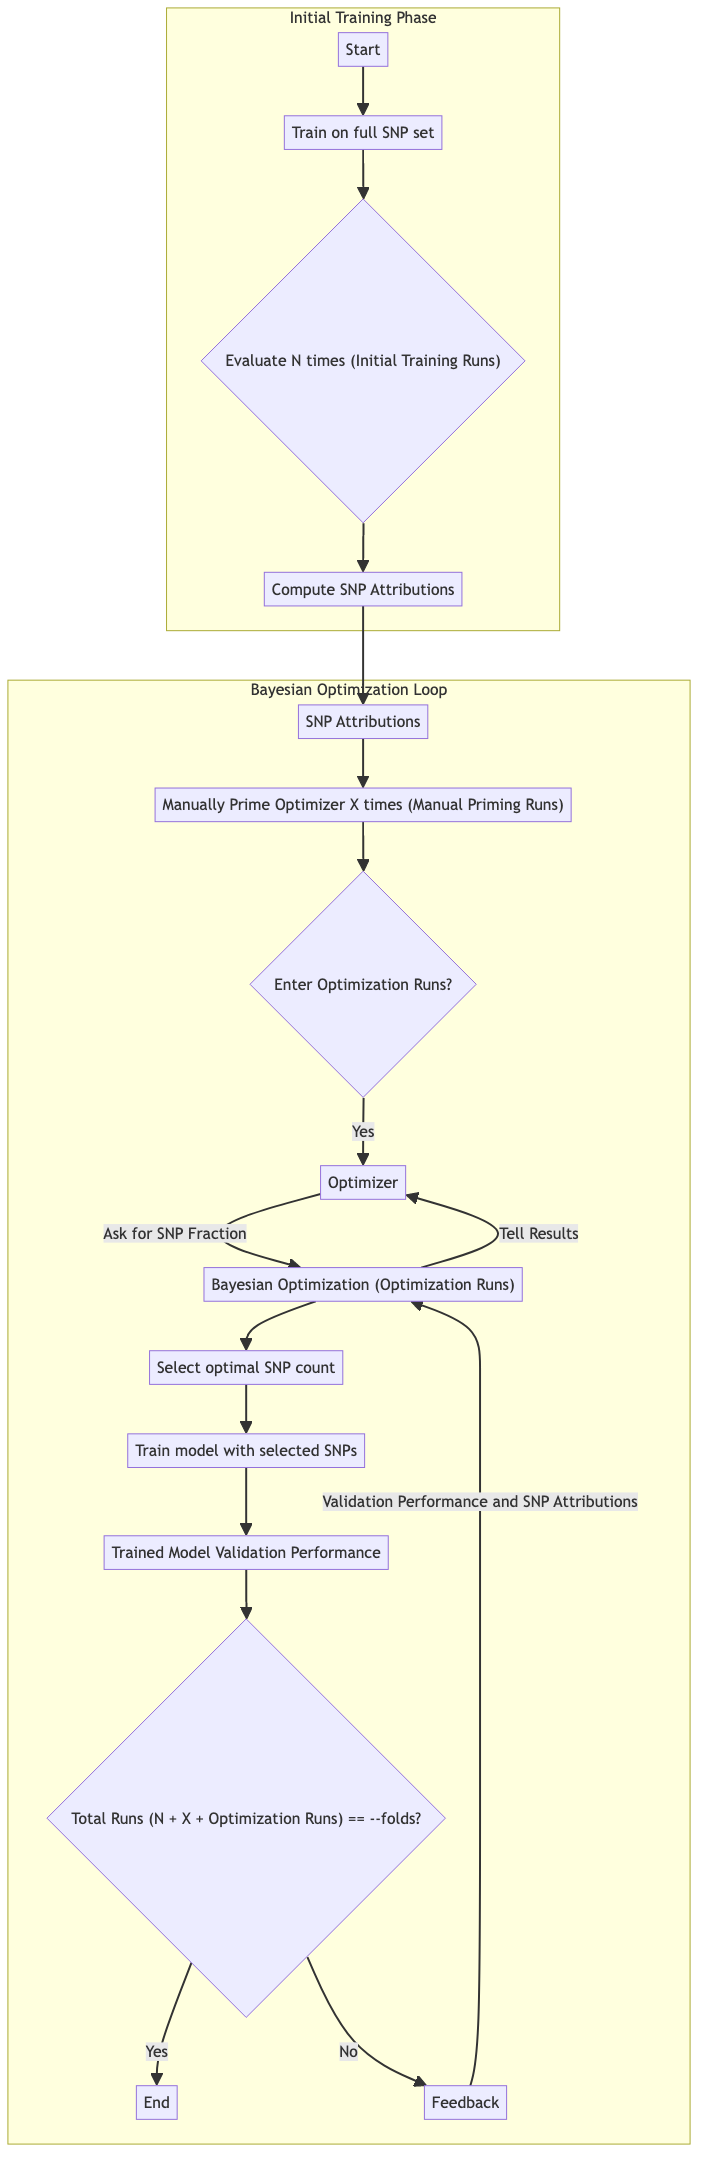 Initial Training Phase
Start
Train on full SNP set
Evaluate N times (Initial Training Runs)
Compute SNP Attributions
Bayesian Optimization Loop
SNP Attributions
Manually Prime Optimizer X times (Manual Priming Runs)
Enter Optimization Runs?
Yes
Optimizer
Ask for SNP Fraction
Tell Results
Bayesian Optimization (Optimization Runs)
Select optimal SNP count
Train model with selected SNPs
Validation Performance and SNP Attributions
Trained Model Validation Performance
Total Runs (N + X + Optimization Runs) == --folds?
Yes
No
End
Feedback